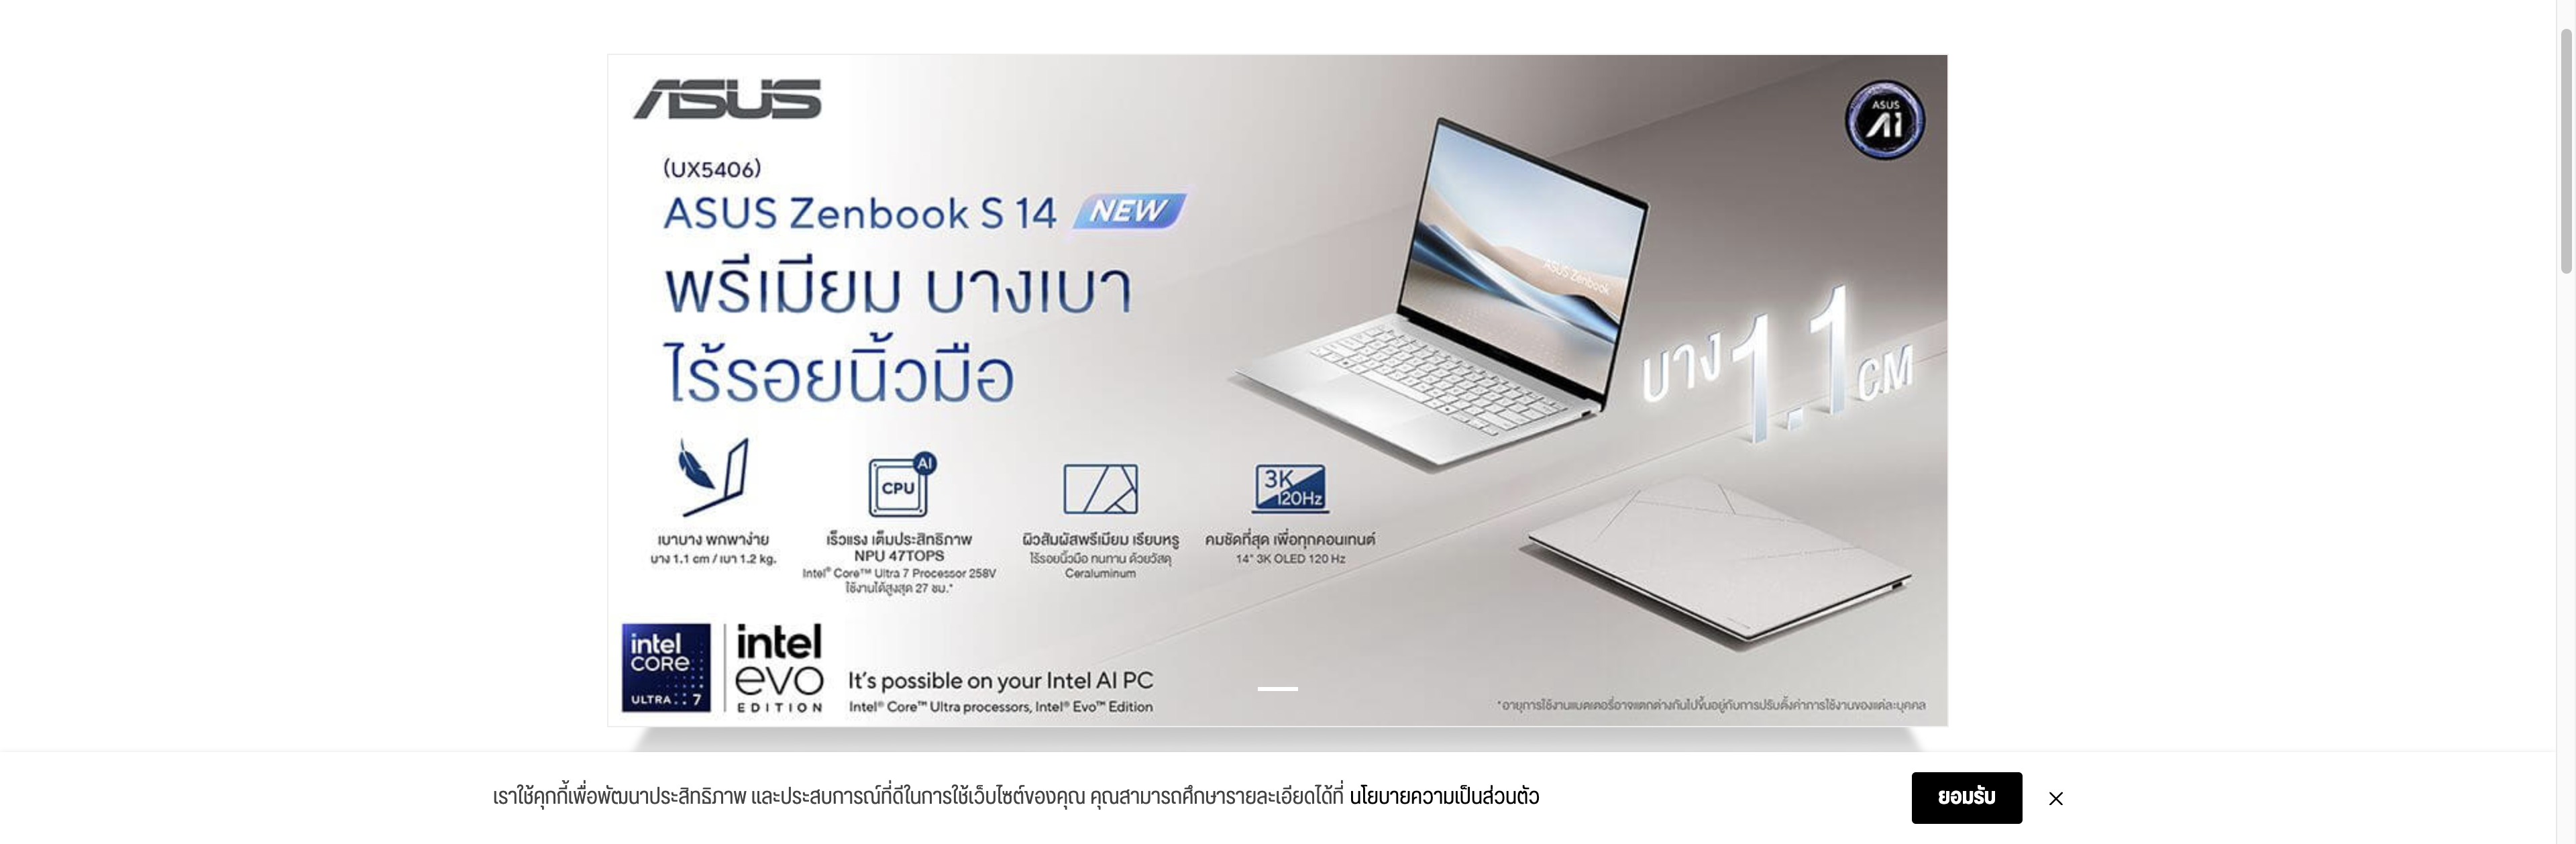 ASUS
ASUS
Ai
(UX5406)
ASUS Zenbook S 14 NEW
พรีเมียม บางเบา
ไร้รอยนิ้วมือ
ASUS Zenbook
บาง 1.1 CM
CPU
AI
3K
120Hz
เบาบาง พกพาง่าย
บาง 1.1 cm / เบา 1.2 kg.
เร็วแรง เต็มประสิทธิภาพ
NPU 47TOPS
Intel® Core™ Ultra 7 Processor 258V
ใช้งานได้สูงสุด 27 ชม.*
ผิวสัมผัสพรีเมียม เรียบหรู
ไร้รอยนิ้วมือ ทนทาน ด้วยวัสดุ
Ceraluminum
คมชัดที่สุด เพื่อทุกคอนเทนต์
14" 3K OLED 120 Hz
intel
CORE
ULTRA 7
intel
evo
EDITION
It's possible on your Intel AI PC
Intel® Core™ Ultra processors, Intel® Evo™ Edition
*อายุการใช้งานแบตเตอรี่อาจแตกต่างกันไปขึ้นอยู่กับการปรับตั้งค่าการใช้งานของแต่ละบุคคล
เราใช้คุกกี้เพื่อพัฒนาประสิทธิภาพ และประสบการณ์ที่ดีในการใช้เว็บไซต์ของคุณ คุณสามารถศึกษารายละเอียดได้ที่ นโยบายความเป็นส่วนตัว
ยอมรับ